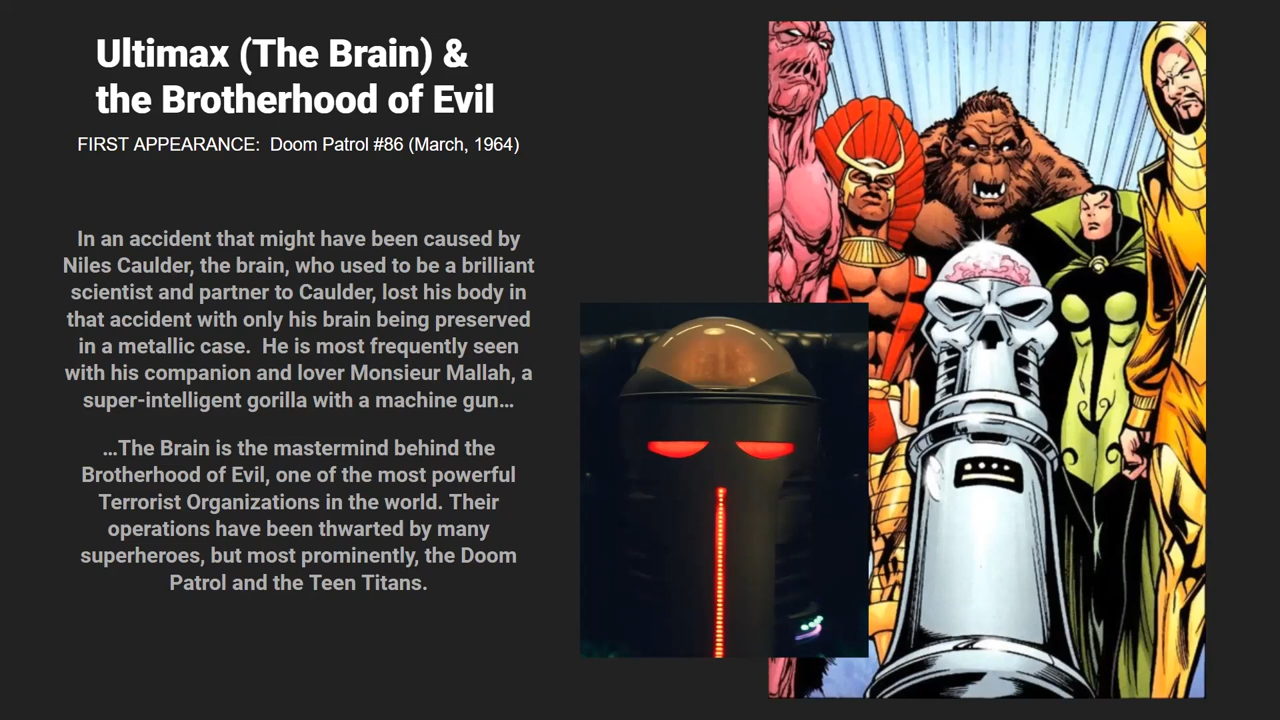 Ultimax (The Brain) &
the Brotherhood of Evil
FIRST APPEARANCE:  Doom Patrol #86 (March, 1964)
In an accident that might have been caused by
Niles Caulder, the brain, who used to be a brilliant
scientist and partner to Caulder, lost his body in
that accident with only his brain being preserved
in a metallic case.  He is most frequently seen
with his companion and lover Monsieur Mallah, a
super-intelligent gorilla with a machine gun…
…The Brain is the mastermind behind the
Brotherhood of Evil, one of the most powerful
Terrorist Organizations in the world. Their
operations have been thwarted by many
superheroes, but most prominently, the Doom
Patrol and the Teen Titans.